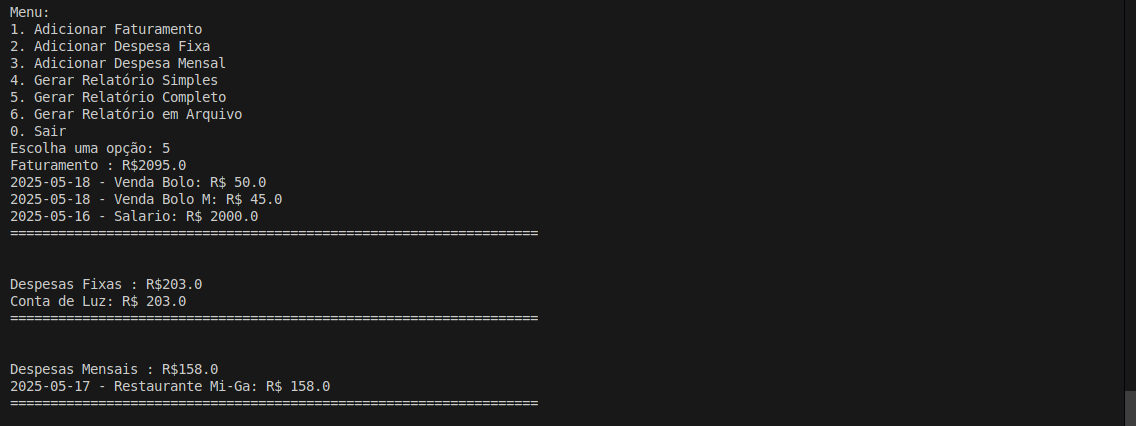 Menu:
1. Adicionar Faturamento
2. Adicionar Despesa Fixa
3. Adicionar Despesa Mensal
4. Gerar Relatório Simples
5. Gerar Relatório Completo
6. Gerar Relatório em Arquivo
0. Sair
Escolha uma opção: 5
Faturamento : R$2095.0
2025-05-18 - Venda Bolo: R$ 50.0
2025-05-18 - Venda Bolo M: R$ 45.0
2025-05-16 - Salario: R$ 2000.0
==================================================================
Despesas Fixas : R$203.0
Conta de Luz: R$ 203.0
==================================================================
Despesas Mensais : R$158.0
2025-05-17 - Restaurante Mi-Ga: R$ 158.0
==================================================================